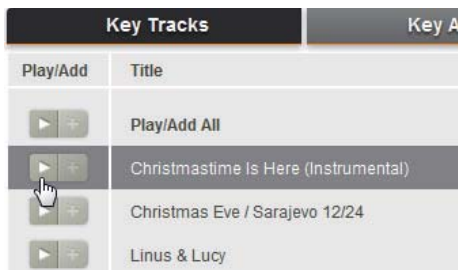 Key Tracks Key A
Play/Add Title
Play/Add All
Christmastime Is Here (Instrumental)
Christmas Eve / Sarajevo 12/24
Linus & Lucy